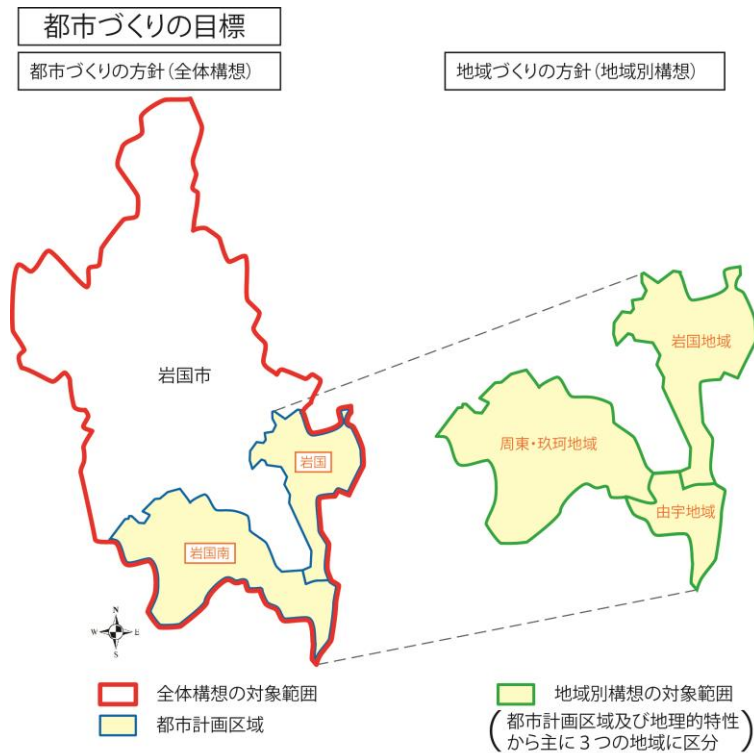 都市づくりの目標
都市づくりの方針(全体構想)
地域づくりの方針(地域別構想)
岩国市
岩国
岩国南
岩国地域
周東・玖珂地域
由宇地域
N
W E
S
全体構想の対象範囲
都市計画区域
地域別構想の対象範囲
(都市計画区域及び地理的特性
から主に3つの地域に区分)